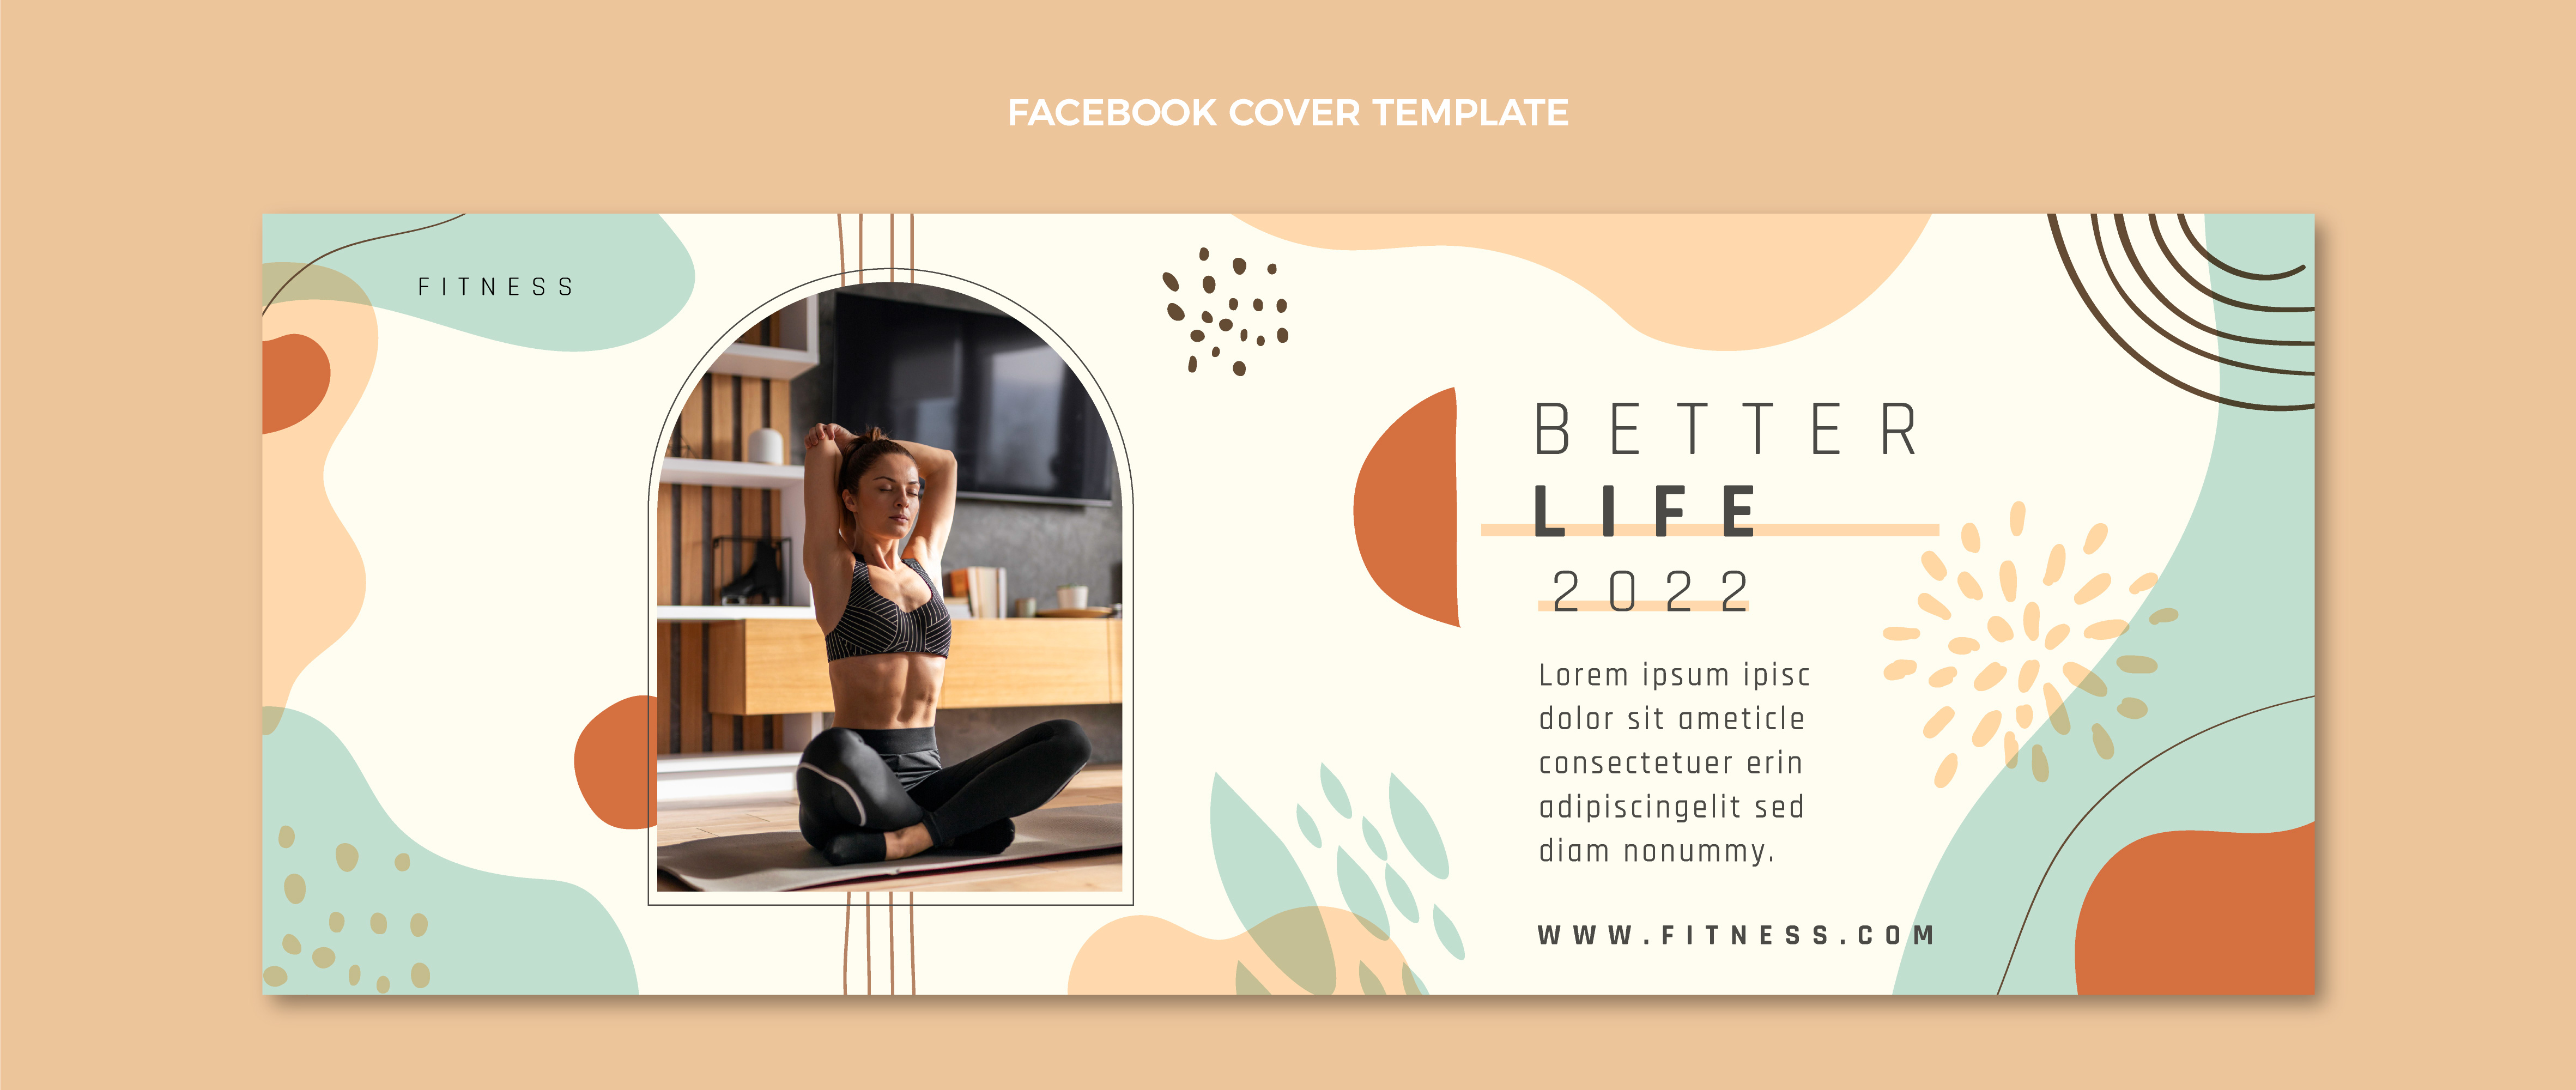 FACEBOOK COVER TEMPLATE
FITNESS
BETTER
LIFE
2022
Lorem ipsum ipisc
dolor sit ameticle
consectetuer erin
adipiscingelit sed
diam nonummy.
WWW.FITNESS.COM